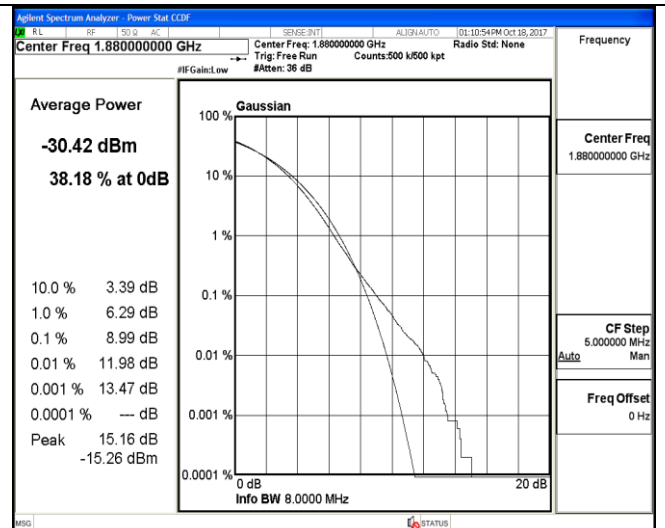 Agilent Spectrum Analyzer - Power Stat CCDF
RL RF 50 Ω AC SENSE:INT ALIGNAUTO 01:10:54 PM Oct 18, 2017
Center Freq 1.880000000 GHz
Center Freq: 1.880000000 GHz
Radio Std: None
Trig: Free Run Counts:500 k/500 kpt
#IFGain:Low #Atten: 36 dB
Frequency
Average Power
-30.42 dBm
38.18 % at 0dB
10.0 % 3.39 dB
1.0 % 6.29 dB
0.1 % 8.99 dB
0.01 % 11.98 dB
0.001 % 13.47 dB
0.0001 % --- dB
Peak 15.16 dB
-15.26 dBm
Gaussian
100 %
10 %
1 %
0.1 %
0.01 %
0.001 %
0.0001 %
0 dB 20 dB
Info BW 8.0000 MHz
Center Freq
1.880000000 GHz
CF Step
5.000000 MHz
Auto Man
Freq Offset
0 Hz
MSG STATUS